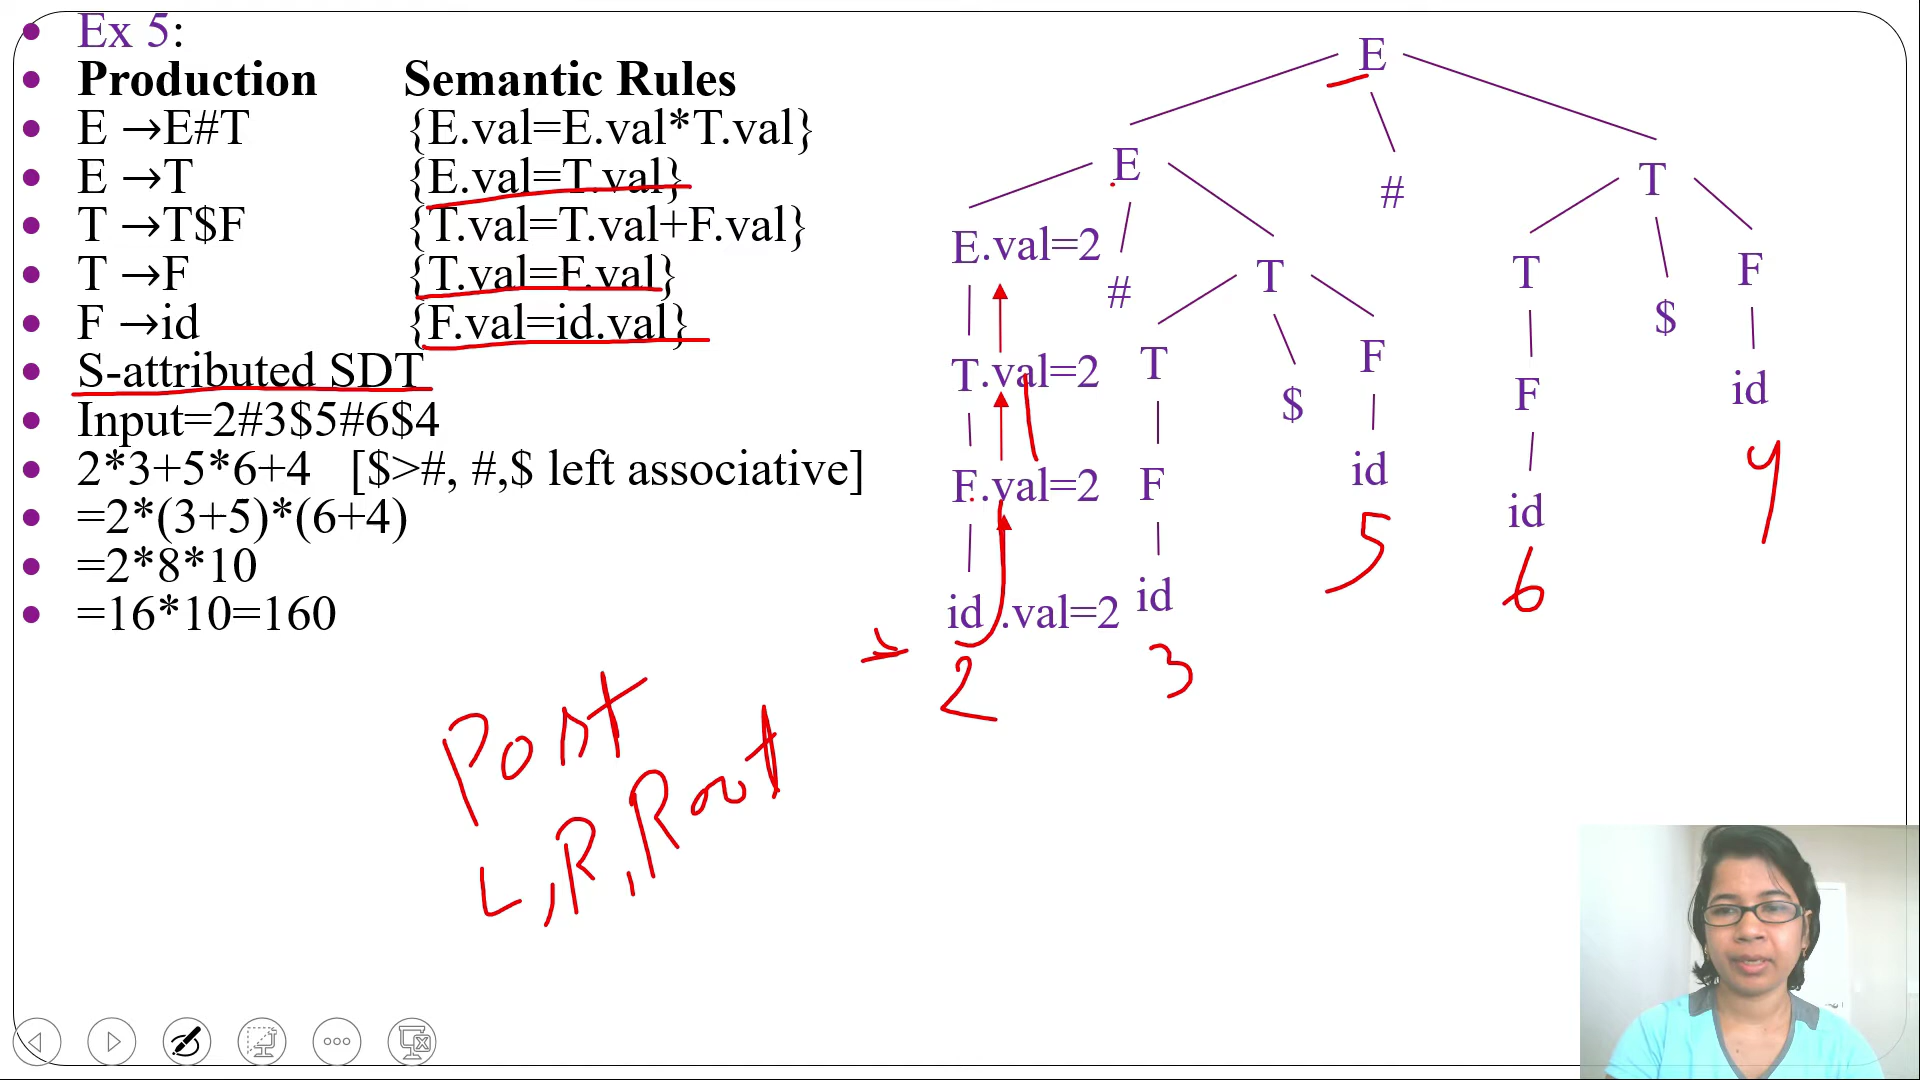 Ex 5:
Production Semantic Rules
E →E#T {E.val=E.val*T.val}
E →T {E.val=T.val}
T →T$F {T.val=T.val+F.val}
T →F {T.val=F.val}
F →id {F.val=id.val}
S-attributed SDT
Input=2#3$5#6$4
2*3+5*6+4 [$>#, #,$ left associative]
=2*(3+5)*(6+4)
=2*8*10
=16*10=160
Post
L, R, Root
E
E # T
E.val=2 # T T $ F
T.val=2 T $ F F id
F.val=2 F id id 4
id .val=2 id 5 6
2 3